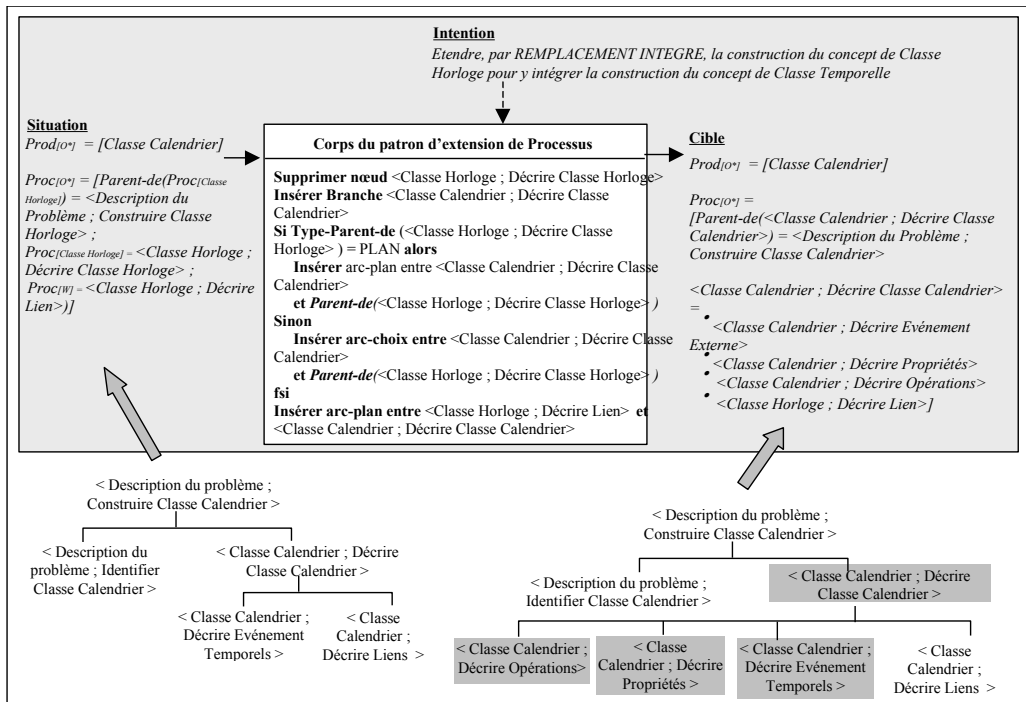 Intention
Etendre, par REMPLACEMENT INTEGRE, la construction du concept de Classe
Horloge pour y intégrer la construction du concept de Classe Temporelle
Situation
Prod[O*] = [Classe Calendrier]
Proc[O*] = [Parent-de(Proc[Classe
Horloge]) = <Description du
Problème ; Construire Classe
Horloge> ;
Proc[Classe Horloge] = <Classe Horloge ;
Décrire Classe Horloge> ;
Proc[W] = <Classe Horloge ; Décrire
Lien>)]
Corps du patron d'extension de Processus
Supprimer nœud <Classe Horloge ; Décrire Classe Horloge>
Insérer Branche <Classe Calendrier ; Décrire Classe
Calendrier>
Si Type-Parent-de (<Classe Horloge ; Décrire Classe
Horloge> ) = PLAN alors
Insérer arc-plan entre <Classe Calendrier ; Décrire Classe
Calendrier>
et Parent-de(<Classe Horloge ; Décrire Classe Horloge> )
Sinon
Insérer arc-choix entre <Classe Calendrier ; Décrire Classe
Calendrier>
et Parent-de(<Classe Horloge ; Décrire Classe Horloge> )
fsi
Insérer arc-plan entre <Classe Horloge ; Décrire Lien> et
<Classe Calendrier ; Décrire Classe Calendrier>
Cible
Prod[O*] = [Classe Calendrier]
Proc[O*] =
[Parent-de(<Classe Calendrier ; Décrire Classe
Calendrier>) = <Description du Problème ;
Construire Classe Calendrier>
<Classe Calendrier ; Décrire Classe Calendrier>
=
•
<Classe Calendrier ; Décrire Evénement
Externe>
• <Classe Calendrier ; Décrire Propriétés>
• <Classe Calendrier ; Décrire Opérations>
• <Classe Horloge ; Décrire Lien>]
< Description du problème ;
Construire Classe Calendrier >
< Description du
problème ; Identifier
Classe Calendrier >
< Classe Calendrier ; Décrire
Classe Calendrier >
< Classe Calendrier ;
Décrire Evénement
Temporels >
< Classe
Calendrier ;
Décrire Liens >
< Description du problème ;
Construire Classe Calendrier >
< Description du problème ;
Identifier Classe Calendrier >
< Classe Calendrier ; Décrire
Classe Calendrier >
< Classe Calendrier ;
Décrire Opérations>
< Classe
Calendrier ; Décrire
Propriétés >
< Classe Calendrier ;
Décrire Evénement
Temporels >
< Classe
Calendrier ;
Décrire Liens >